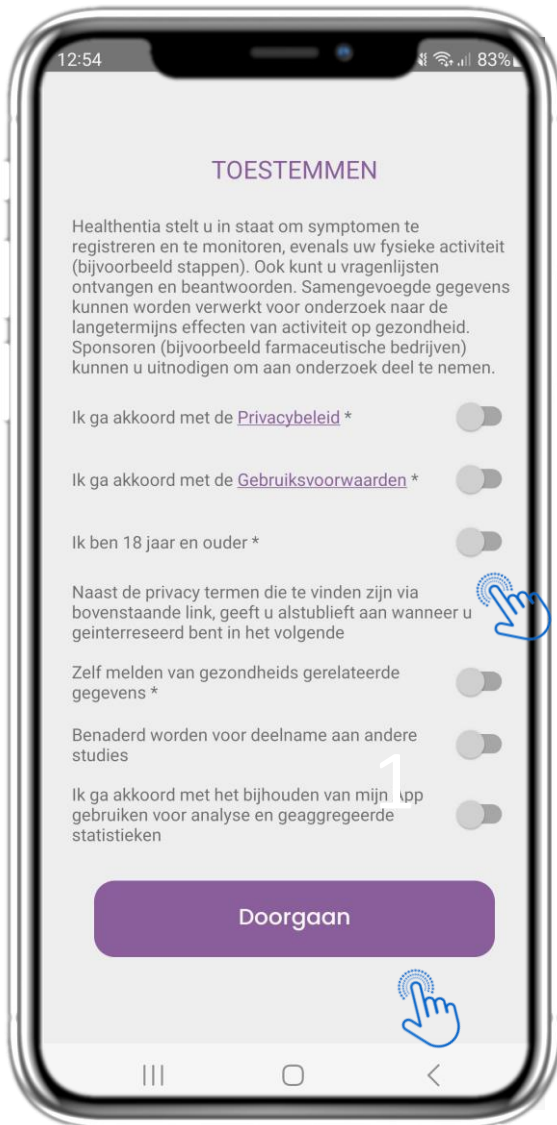 12:54
83%
TOESTEMMEN
Healthentia stelt u in staat om symptomen te
registreren en te monitoren, evenals uw fysieke activiteit
(bijvoorbeeld stappen). Ook kunt u vragenlijsten
ontvangen en beantwoorden. Samengevoegde gegevens
kunnen worden verwerkt voor onderzoek naar de
langetermijns effecten van activiteit op gezondheid.
Sponsoren (bijvoorbeeld farmaceutische bedrijven)
kunnen u uitnodigen om aan onderzoek deel te nemen.
Ik ga akkoord met de Privacybeleid *
Ik ga akkoord met de Gebruiksvoorwaarden *
Ik ben 18 jaar en ouder *
Naast de privacy termen die te vinden zijn via
bovenstaande link, geeft u alstublieft aan wanneer u
geinterreseerd bent in het volgende
Zelf melden van gezondheids gerelateerde
gegevens *
Benaderd worden voor deelname aan andere
studies
1
Ik ga akkoord met het bijhouden van mijn App
gebruiken voor analyse en geaggregeerde
statistieken
Doorgaan